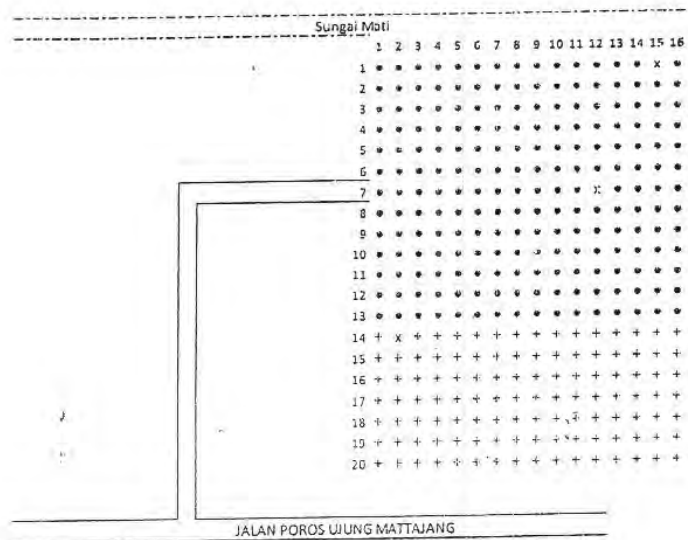 Sungai Mati
1 2 3 4 5 6 7 8 9 10 11 12 13 14 15 16
1 • • • • • • • • • • • • • • x •
2 • • • • • • • • • • • • • • • •
3 • • • • • • • • • • • • • • • •
4 • • • • • • • • • • • • • • • •
5 • • • • • • • • • • • • • • • •
6 • • • • • • • • • • • • • • • •
7 • • • • • • • • • • • x • • • •
8 • • • • • • • • • • • • • • • •
9 • • • • • • • • • • • • • • • •
10 • • • • • • • • • • • • • • • •
11 • • • • • • • • • • • • • • • •
12 • • • • • • • • • • • • • • • •
13 • • • • • • • • • • • • • • • •
14 + x + + + + + + + + + + + + + +
15 + + + + + + + + + + + + + + + +
16 + + + + + + + + + + + + + + + +
17 + + + + + + + + + + + + + + + +
18 + + + + + + + + + + + + + + + +
19 + + + + + + + + + + + + + + + +
20 + + + + + + + + + + + + + + + +
JALAN POROS UJUNG MATTAJANG